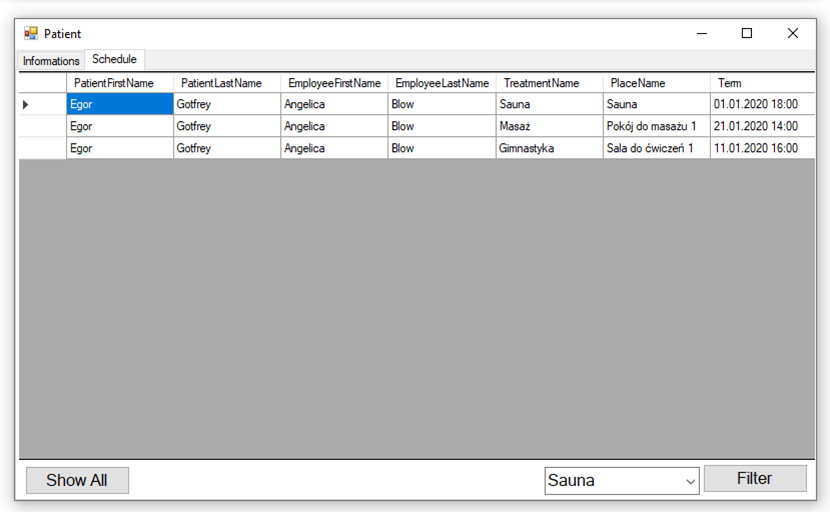 Patient
Informations Schedule
PatientFirstName PatientLastName EmployeeFirstName EmployeeLastName TreatmentName PlaceName Term
Egor Gotfrey Angelica Blow Sauna Sauna 01.01.2020 18:00
Egor Gotfrey Angelica Blow Masaż Pokój do masażu 1 21.01.2020 14:00
Egor Gotfrey Angelica Blow Gimnastyka Sala do ćwiczeń 1 11.01.2020 16:00
Show All Sauna Filter